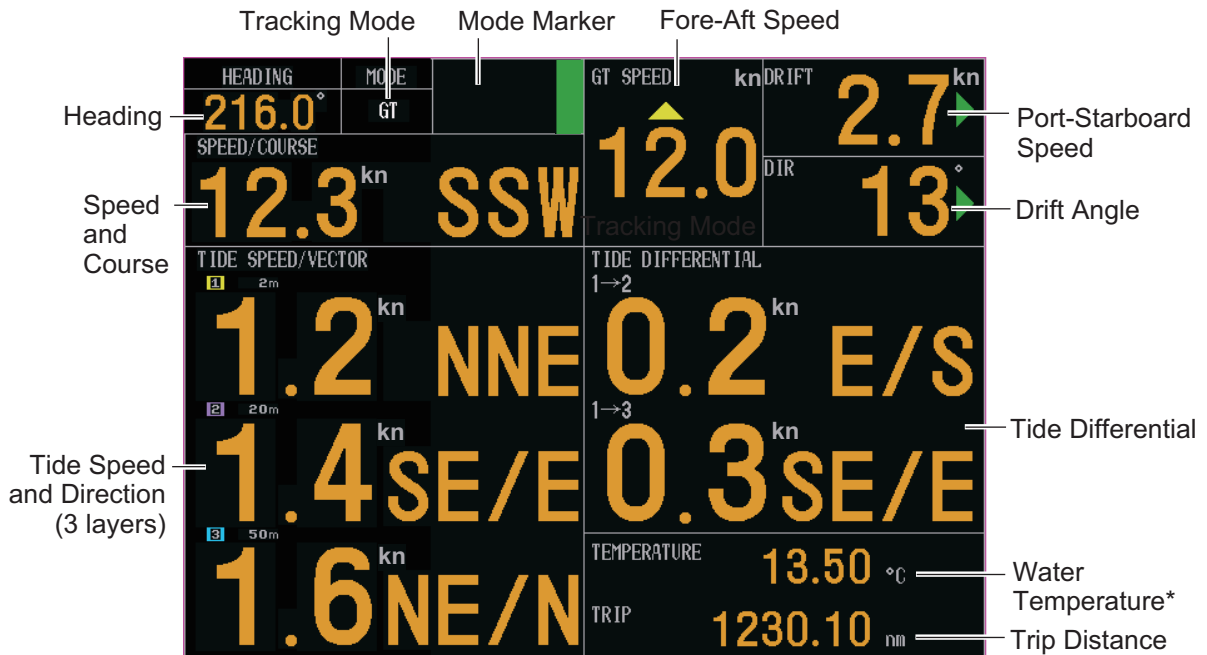 Tracking Mode
Mode Marker
Fore-Aft Speed
HEADING
MODE
GT SPEED
kn
DRIFT
kn
Heading
216.0°
GT
12.0
2.7
Port-Starboard
Speed
SPEED/COURSE
DIR
°
Speed
and
Course
12.3 kn SSW
Tracking Mode
13
Drift Angle
TIDE SPEED/VECTOR
TIDE DIFFERENTIAL
1 2m
1→2
1.2 kn NNE
0.2 kn E/S
2 20m
1→3
Tide Speed
and Direction
(3 layers)
1.4 kn SE/E
0.3 kn SE/E
Tide Differential
3 50m
1.6 kn NE/N
TEMPERATURE
13.50 °C
Water
Temperature*
TRIP
1230.10 nm
Trip Distance